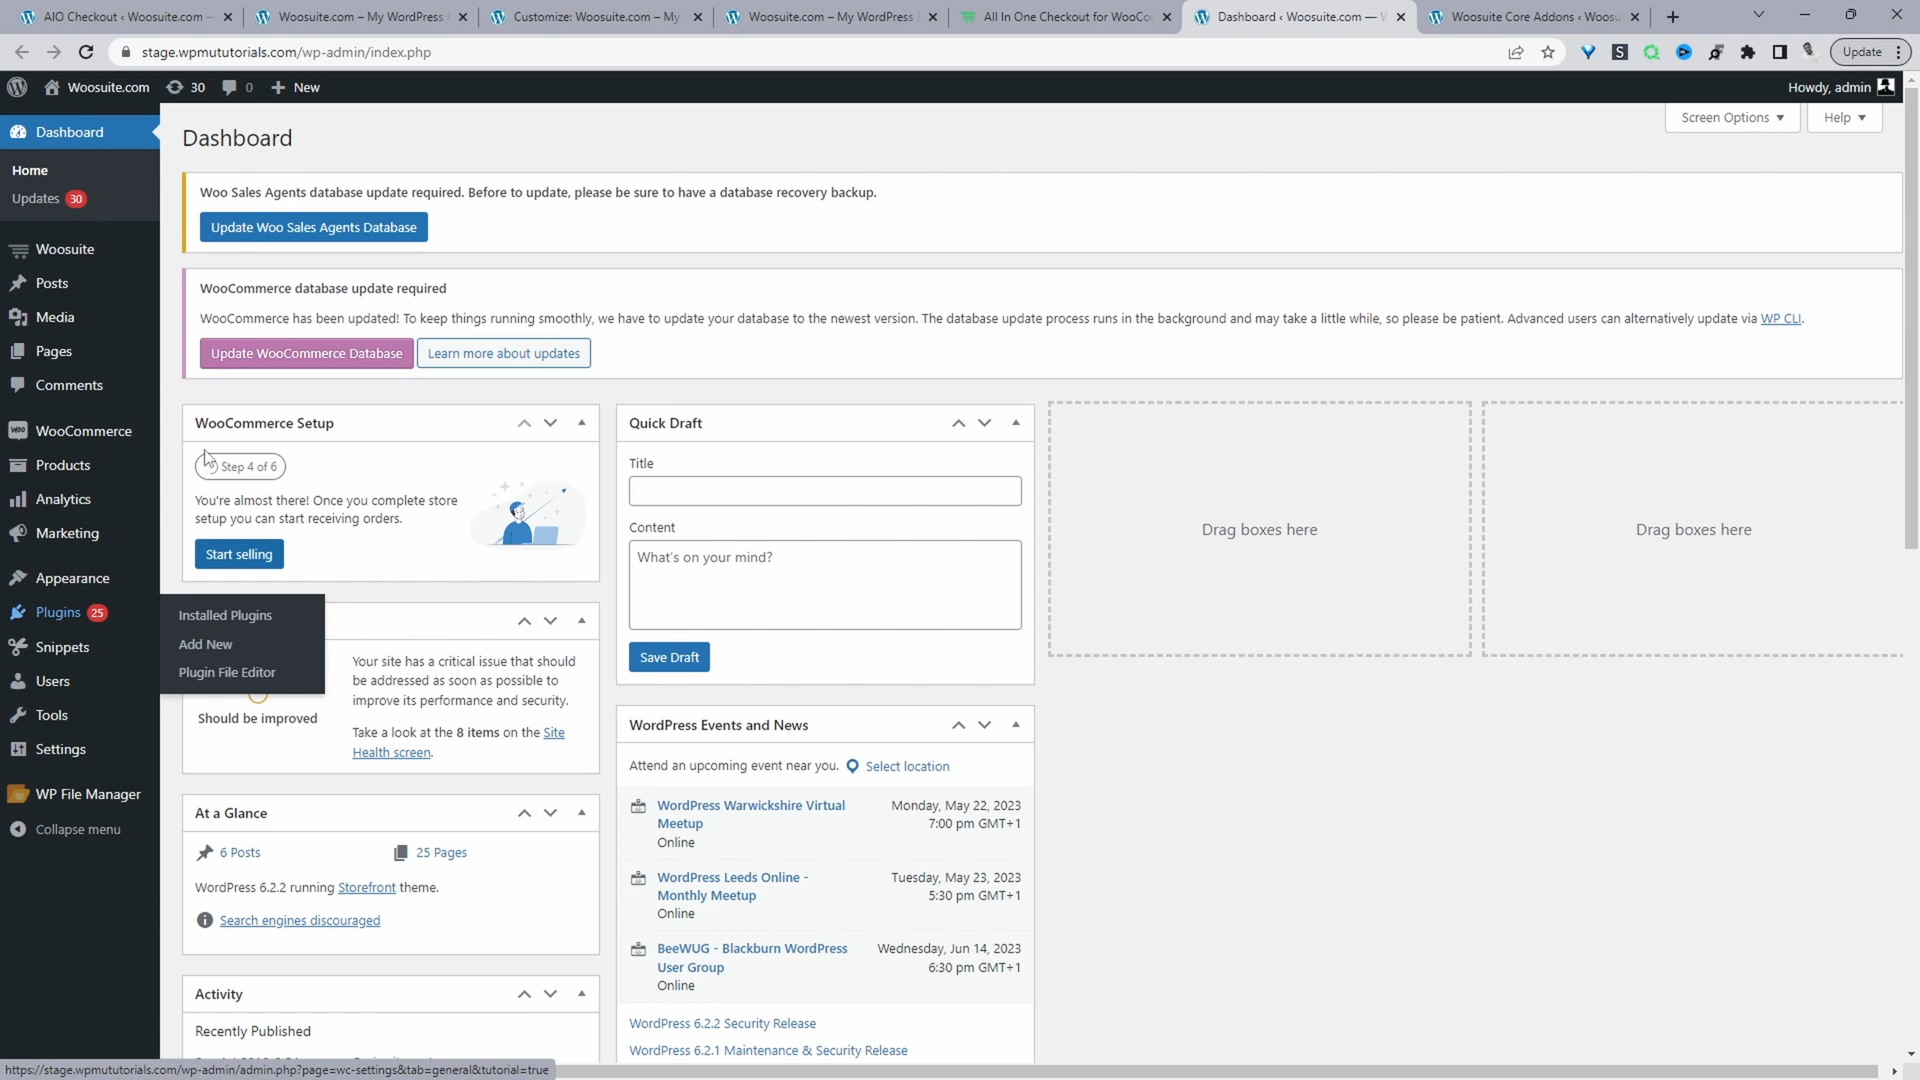 AIO Checkout ‹ Woosuite.com —
Woosuite.com – My WordPress
Customize: Woosuite.com – My
Woosuite.com – My WordPress
All In One Checkout for WooCo
Dashboard ‹ Woosuite.com — W
Woosuite Core Addons ‹ Woosu
stage.wpmututorials.com/wp-admin/index.php
Update
Woosuite.com
30
0
New
Howdy, admin
Dashboard
Home
Updates 30
Woosuite
Posts
Media
Pages
Comments
WooCommerce
Products
Analytics
Marketing
Appearance
Plugins 25
Snippets
Users
Tools
Settings
WP File Manager
Collapse menu
Installed Plugins
Add New
Plugin File Editor
Dashboard
Screen Options
Help
Woo Sales Agents database update required. Before to update, please be sure to have a database recovery backup.
Update Woo Sales Agents Database
WooCommerce database update required
WooCommerce has been updated! To keep things running smoothly, we have to update your database to the newest version. The database update process runs in the background and may take a little while, so please be patient. Advanced users can alternatively update via WP CLI.
Update WooCommerce Database
Learn more about updates
WooCommerce Setup
Step 4 of 6
You're almost there! Once you complete store
setup you can start receiving orders.
Start selling
Your site has a critical issue that should
be addressed as soon as possible to
improve its performance and security.
Should be improved
Take a look at the 8 items on the Site
Health screen.
At a Glance
6 Posts
25 Pages
WordPress 6.2.2 running Storefront theme.
Search engines discouraged
Activity
Recently Published
Quick Draft
Title
Content
What's on your mind?
Save Draft
WordPress Events and News
Attend an upcoming event near you.
Select location
WordPress Warwickshire Virtual
Meetup
Online
Monday, May 22, 2023
7:00 pm GMT+1
WordPress Leeds Online -
Monthly Meetup
Online
Tuesday, May 23, 2023
5:30 pm GMT+1
BeeWUG - Blackburn WordPress
User Group
Online
Wednesday, Jun 14, 2023
6:30 pm GMT+1
WordPress 6.2.2 Security Release
WordPress 6.2.1 Maintenance & Security Release
Drag boxes here
Drag boxes here
https://stage.wpmututorials.com/wp-admin/admin.php?page=wc-settings&tab=general&tutorial=true